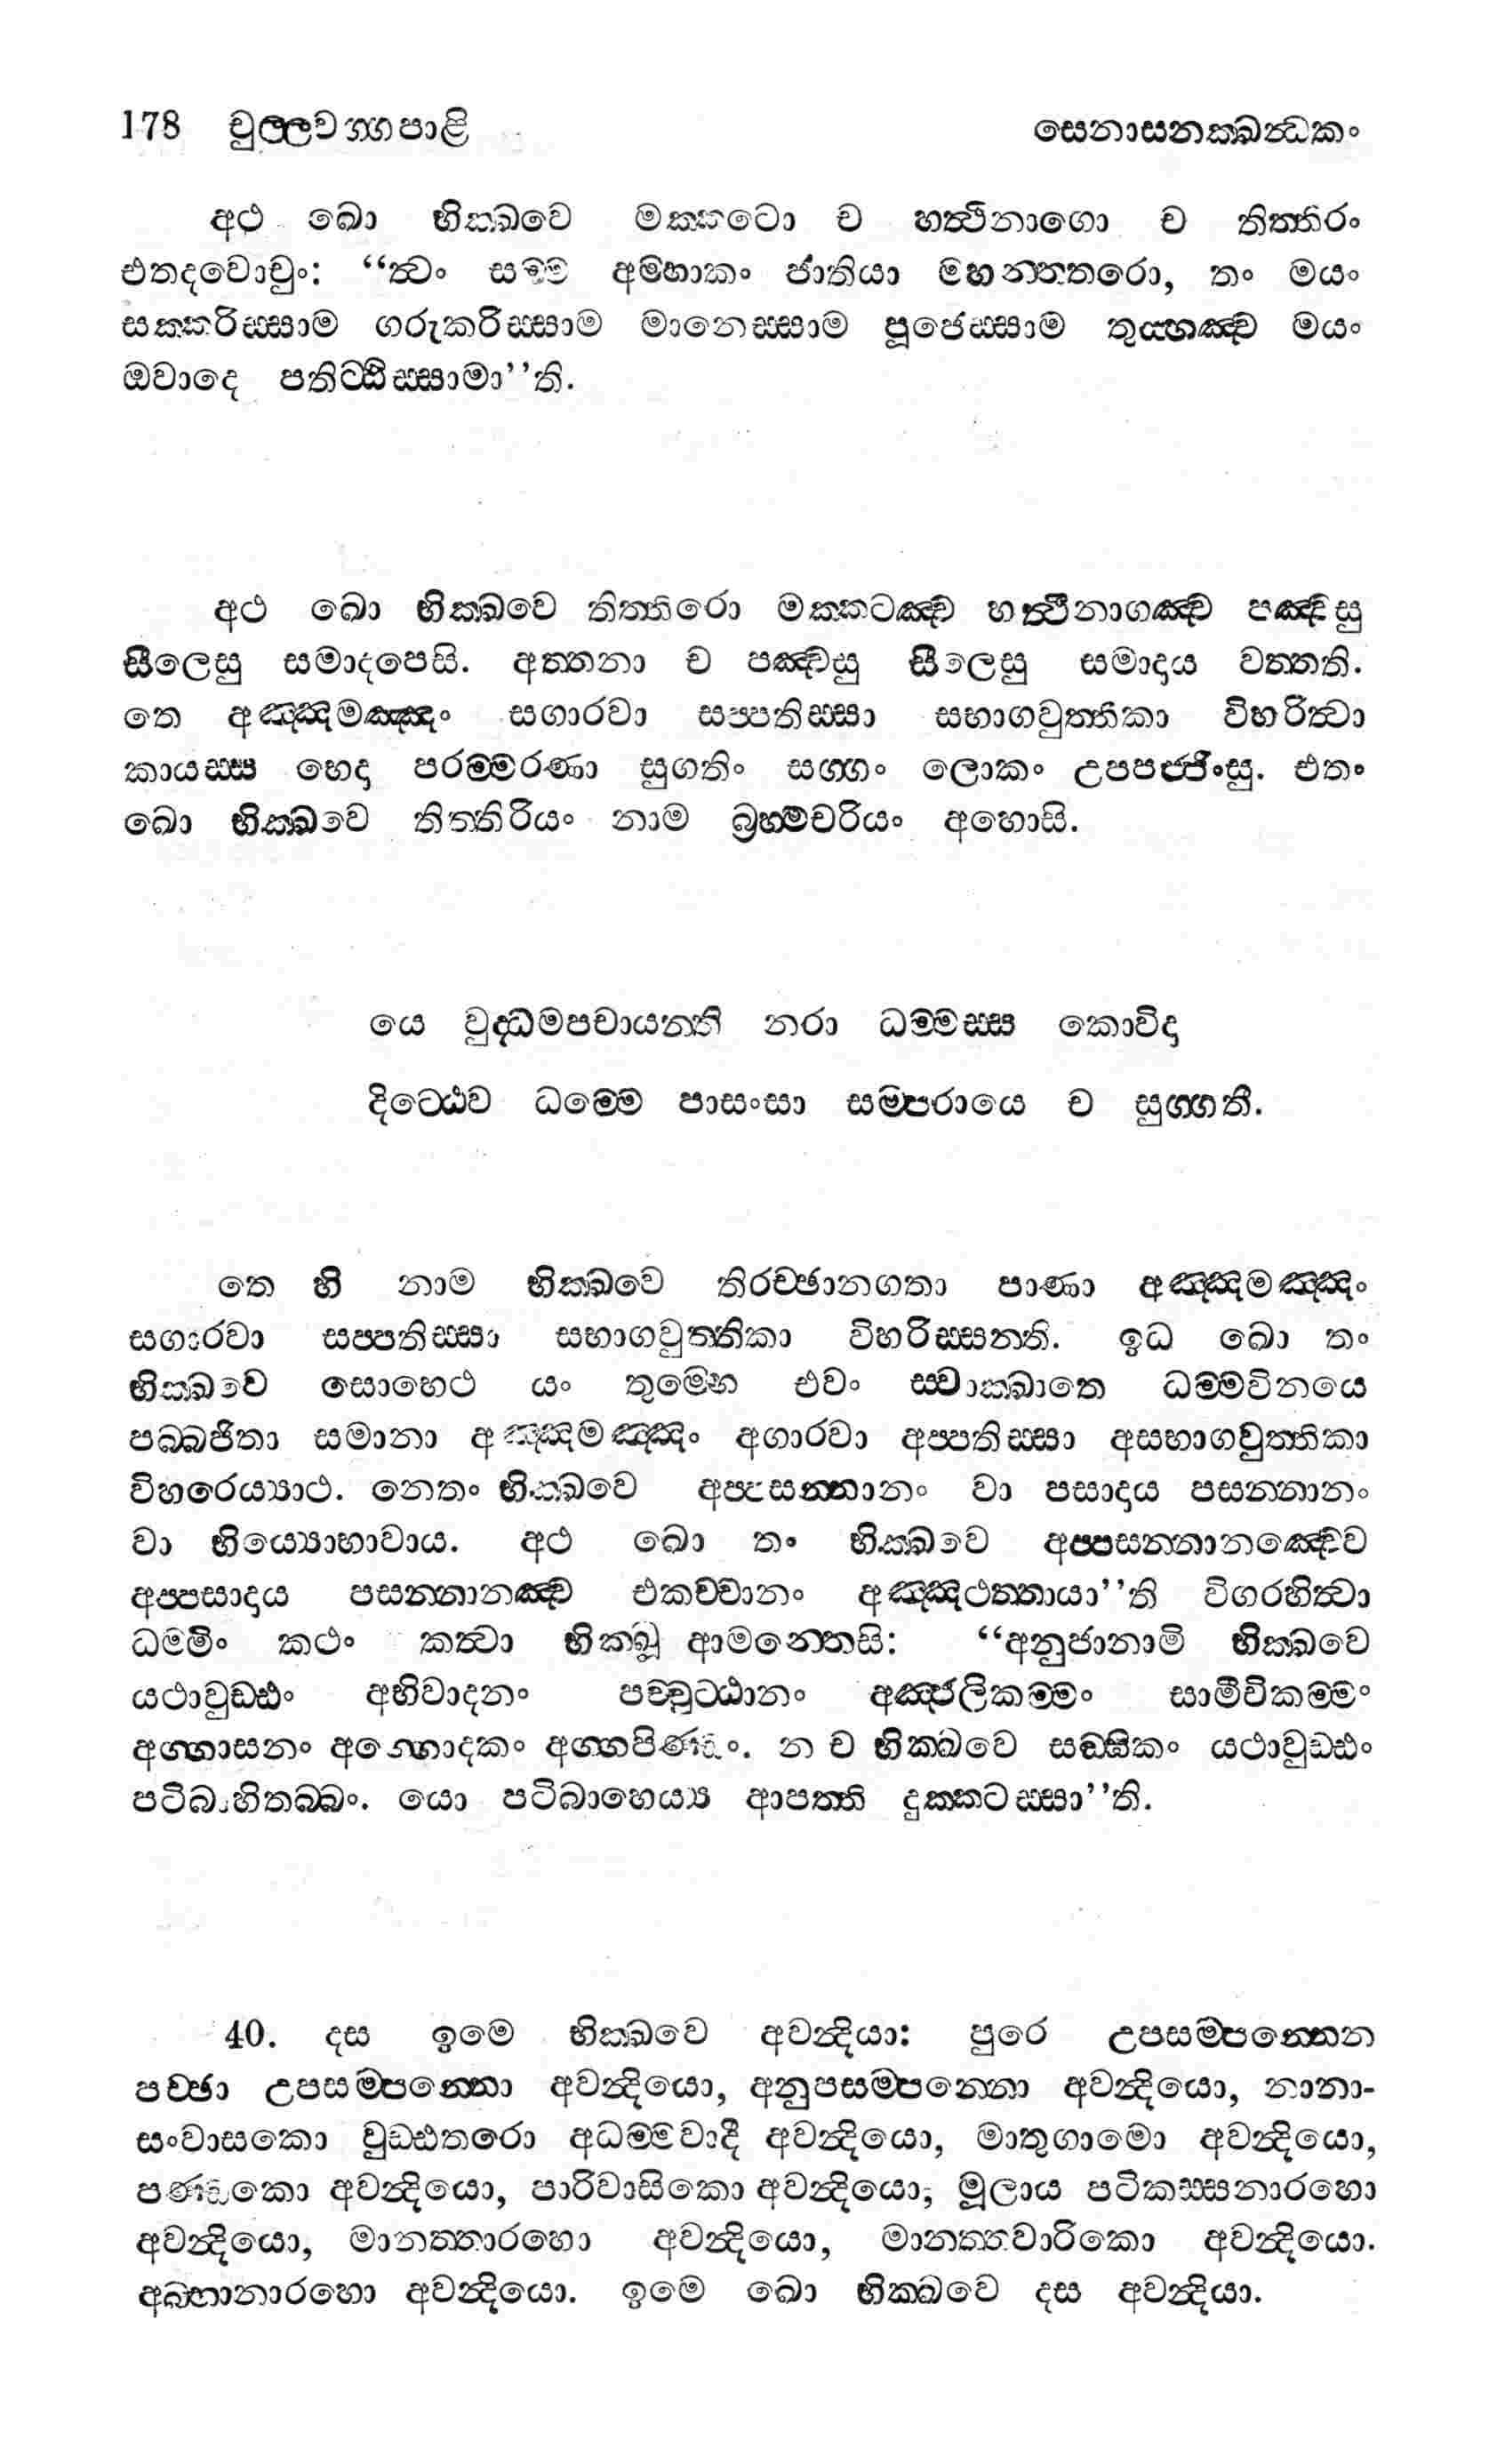 178 චුල්ලවග්ගපාළි සෙනාසනක්ඛන්ධකං
අථ ඛො භික්ඛවෙ මක්කටො ච හත්ථිනාගො ච තිත්තිරං
එතදවොචුං: “ත්වං සම්ම අම්හාකං ජාතියා මහන්තතරො, තං මයං
සක්කරිස්සාම ගරුකරිස්සාම මානෙස්සාම පූජෙස්සාම තුය්හඤ්ච මයං
ඔවාදෙ පතිට්ඨිස්සාමා’’ති.
අථ ඛො භික්ඛවෙ තිත්තිරො මක්කටඤ්ච හත්ථිනාගඤ්ච පඤ්චසු
සීලෙසු සමාදපෙසි. අත්තනා ච පඤ්චසු සීලෙසු සමාදාය වත්තති.
තෙ අඤ්ඤමඤ්ඤං සගාරවා සප්පතිස්සා සභාගවුත්තිකා විහරිත්වා
කායස්ස භෙදා පරම්මරණා සුගතිං සග්ගං ලොකං උපපජ්ජිංසු. එතං
ඛො භික්ඛවෙ තිත්තිරියං නාම බ්‍රහ්මචරියං අහොසි.
යෙ වුද්ධමපචායන්ති නරා ධම්මස්ස කොවිදා
දිට්ඨෙව ධම්මෙ පාසංසා සම්පරායෙ ච සුග්ගතී.
තෙ හි නාම භික්ඛවෙ තිරච්ඡානගතා පාණා අඤ්ඤමඤ්ඤං
සගාරවා සප්පතිස්සා සභාගවුත්තිකා විහරිස්සන්ති. ඉධ ඛො තං
භික්ඛවෙ සොභෙථ යං තුම්හෙ එවං ස්වාක්ඛාතෙ ධම්මවිනයෙ
පබ්බජිතා සමානා අඤ්ඤමඤ්ඤං අගාරවා අප්පතිස්සා අසභාගවුත්තිකා
විහරෙය්‍යාථ. නෙතං භික්ඛවෙ අප්පසන්නානං වා පසාදාය පසන්නානං
වා භිය්‍යොභාවාය. අථ ඛො තං භික්ඛවෙ අප්පසන්නානඤ්චෙව
අප්පසාදාය පසන්නානඤ්ච එකච්චානං අඤ්ඤථත්තායා’’ති විගරහිත්වා
ධම්මිං කථං කත්වා භික්ඛූ ආමන්තෙසි: “අනුජානාමි භික්ඛවෙ
යථාවුඩ්ඪං අභිවාදනං පච්චුට්ඨානං අඤ්ජලිකම්මං සාමීචිකම්මං
අග්ගාසනං අග්ගොදකං අග්ගපිණ්ඩං. න ච භික්ඛවෙ සඞ්ඝිකං යථාවුඩ්ඪං
පටිබාහිතබ්බං. යො පටිබාහෙය්‍ය ආපත්ති දුක්කටස්සා’’ති.
40. දස ඉමෙ භික්ඛවෙ අවන්දියා: පුරෙ උපසම්පන්නෙන
පච්ඡා උපසම්පන්නො අවන්දියො, අනුපසම්පන්නො අවන්දියො, නානා-
සංවාසකො වුඩ්ඪතරො අධම්මවාදී අවන්දියො, මාතුගාමො අවන්දියො,
පණ්ඩකො අවන්දියො, පාරිවාසිකො අවන්දියො, මූලාය පටිකස්සනාරහො
අවන්දියො, මානත්තාරහො අවන්දියො, මානත්තචාරිකො අවන්දියො.
අබ්භානාරහො අවන්දියො. ඉමෙ ඛො භික්ඛවෙ දස අවන්දියා.